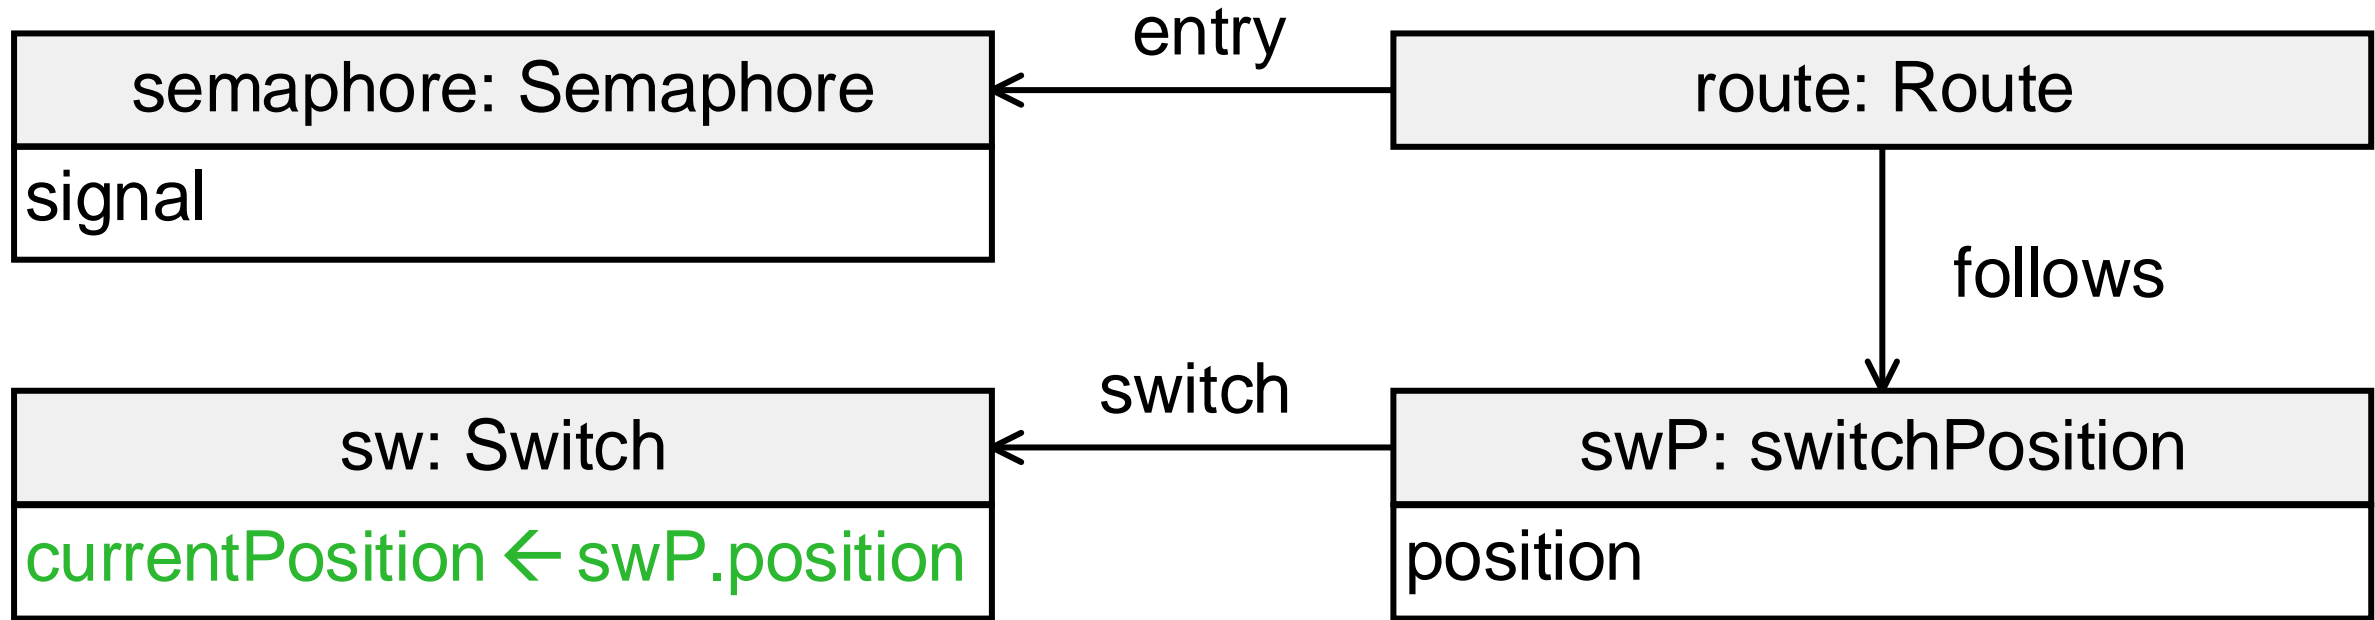 entry
semaphore: Semaphore
route: Route
signal
follows
switch
sw: Switch
swP: switchPosition
currentPosition ← swP.position
position